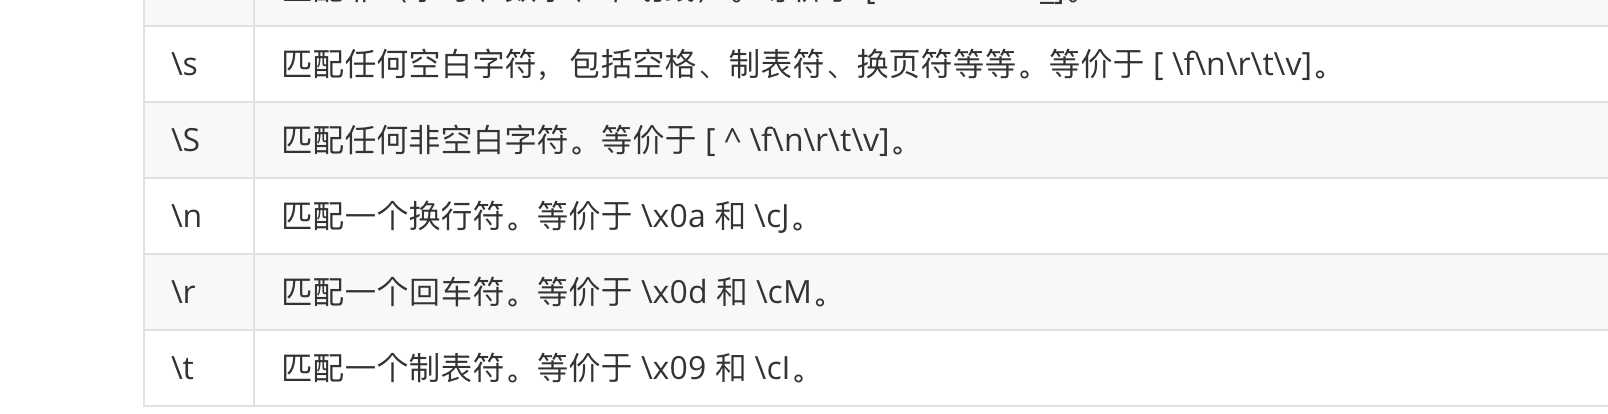 \s 匹配任何空白字符，包括空格、制表符、换页符等等。等价于 [ \f\n\r\t\v]。
\S 匹配任何非空白字符。等价于 [ ^ \f\n\r\t\v]。
\n 匹配一个换行符。等价于 \x0a 和 \cJ。
\r 匹配一个回车符。等价于 \x0d 和 \cM。
\t 匹配一个制表符。等价于 \x09 和 \cI。